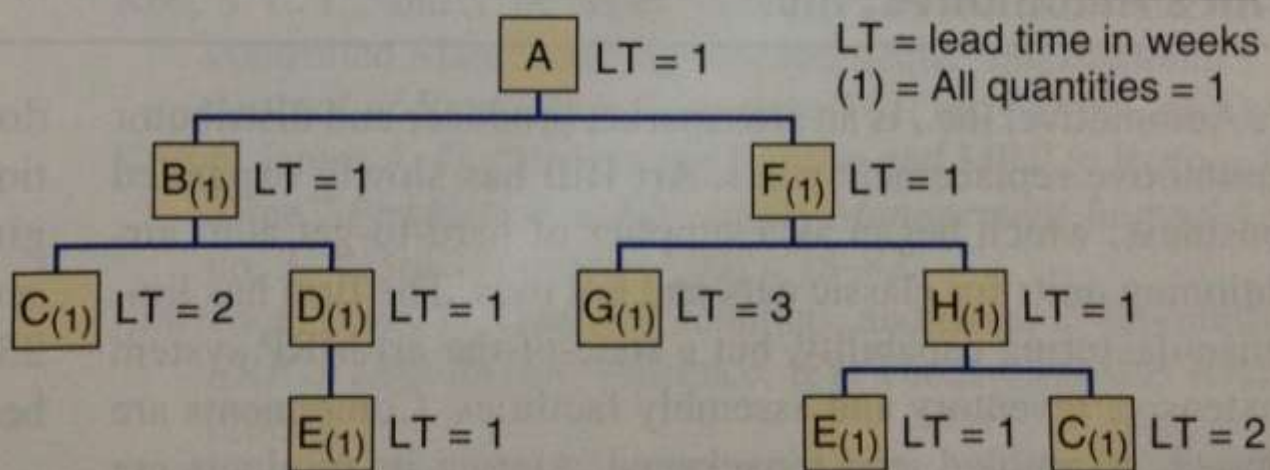 A LT = 1
LT = lead time in weeks
(1) = All quantities = 1
B(1) LT = 1 F(1) LT = 1
C(1) LT = 2 D(1) LT = 1 G(1) LT = 3 H(1) LT = 1
E(1) LT = 1 E(1) LT = 1 C(1) LT = 2